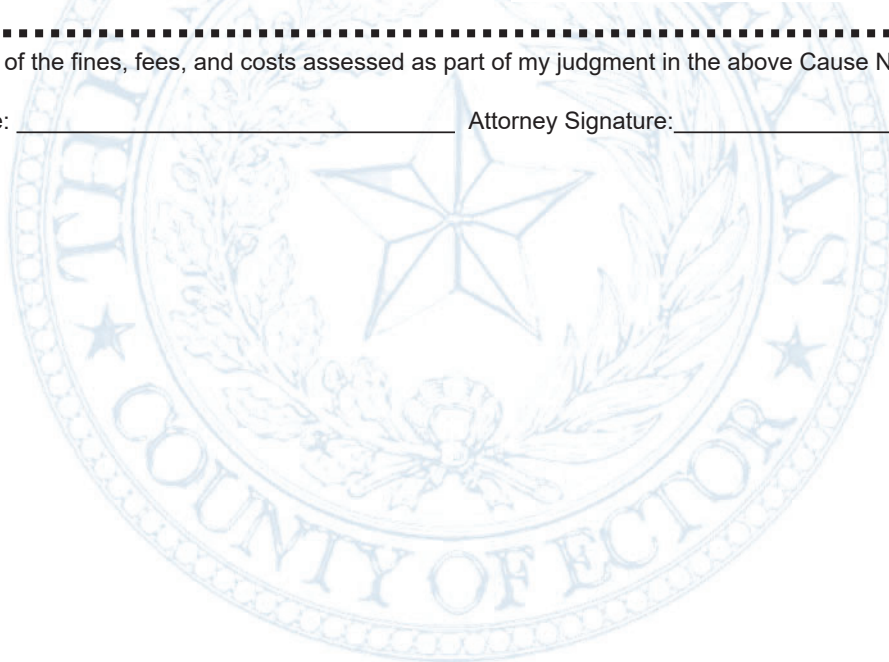 of the fines, fees, and costs assessed as part of my judgment in the above Cause N
e: Attorney Signature:
COUNTY OF ECTOR